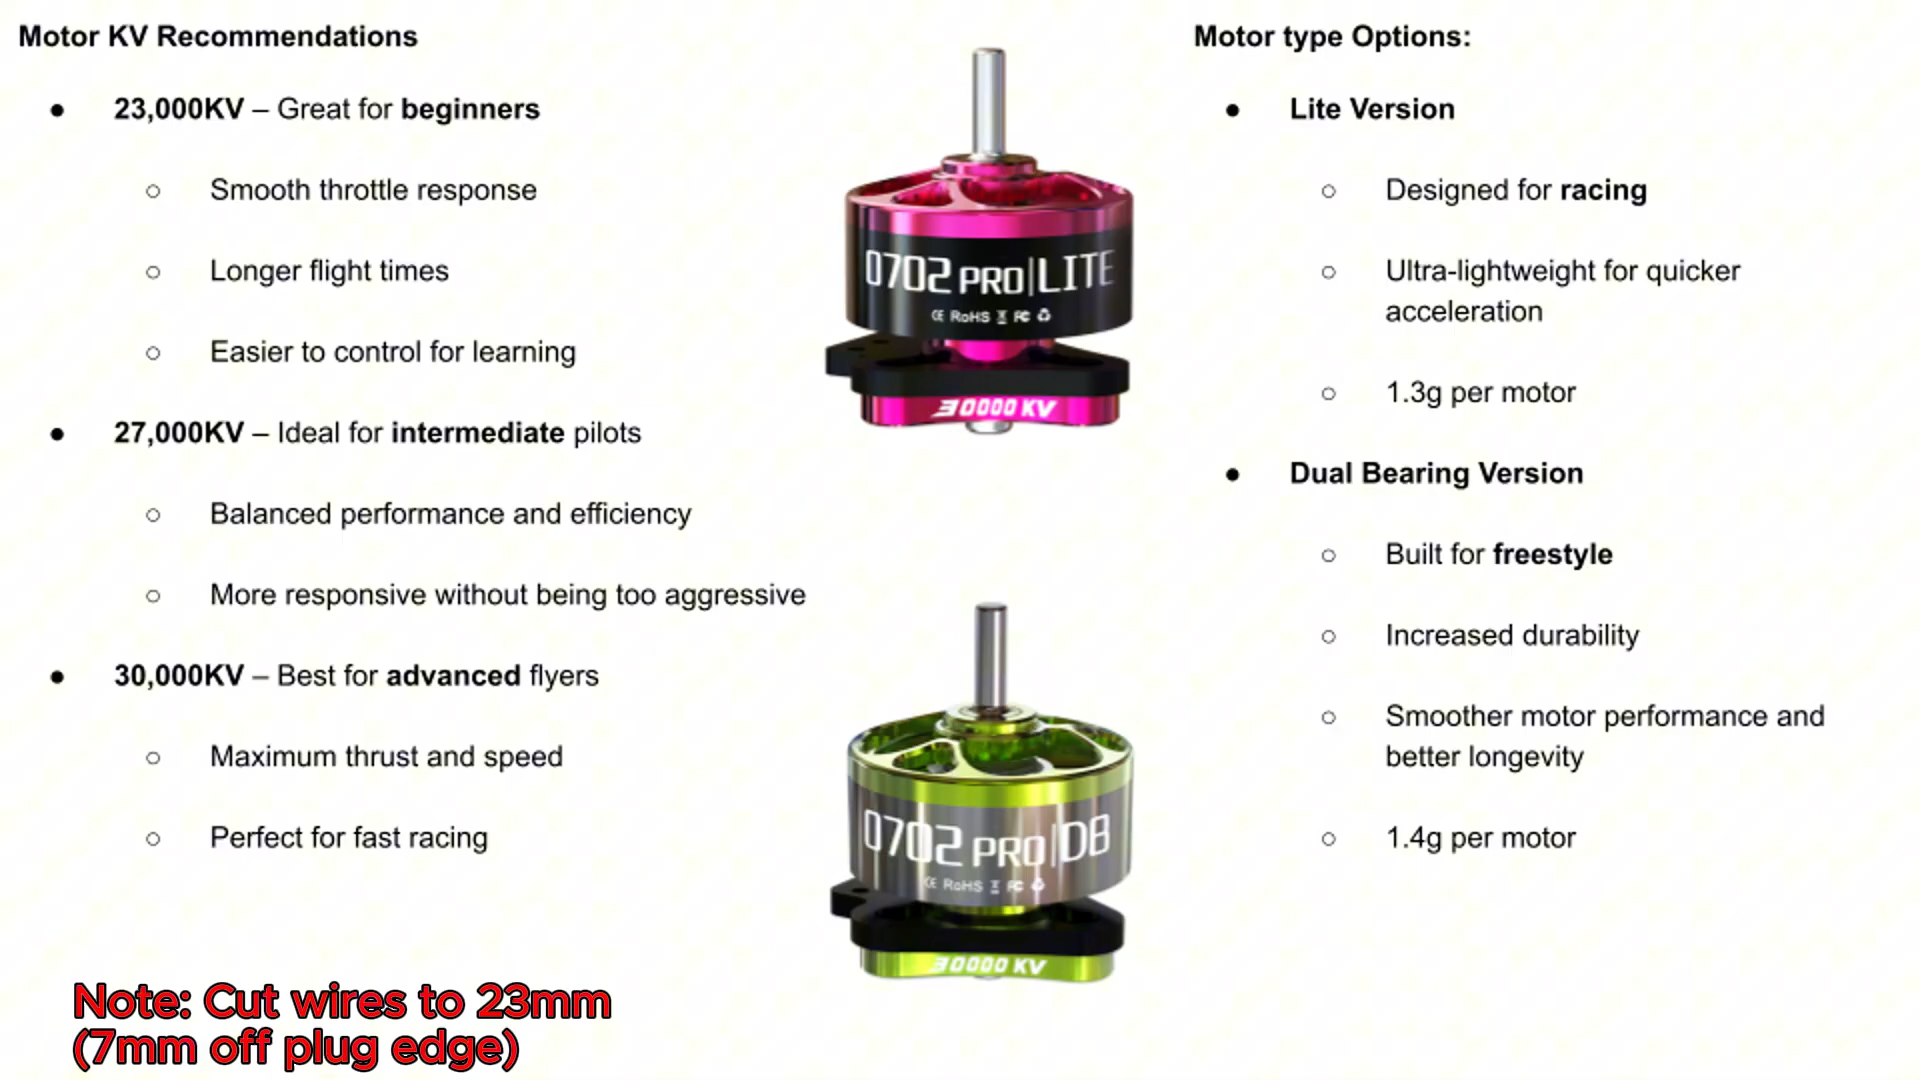 Motor KV Recommendations
● 23,000KV – Great for beginners
○ Smooth throttle response
○ Longer flight times
○ Easier to control for learning
● 27,000KV – Ideal for intermediate pilots
○ Balanced performance and efficiency
○ More responsive without being too aggressive
● 30,000KV – Best for advanced flyers
○ Maximum thrust and speed
○ Perfect for fast racing
Note: Cut wires to 23mm
(7mm off plug edge)
0702 PRO|LITE
CE RoHS FC
30000 KV
0702 PRO|DB
CE RoHS FC
30000 KV
Motor type Options:
● Lite Version
○ Designed for racing
○ Ultra-lightweight for quicker
acceleration
○ 1.3g per motor
● Dual Bearing Version
○ Built for freestyle
○ Increased durability
○ Smoother motor performance and
better longevity
○ 1.4g per motor